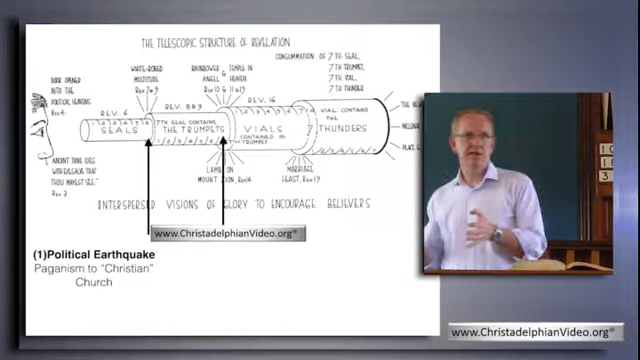 THE TELESCOPIC STRUCTURE OF REVELATION
DOOR OPENED
INTO THE
POLITICAL HEAVENS
Rev 4
WHITE-ROBED
MULTITUDE
Rev 7 & 9
RAINBOWED & TEMPLE IN
ANGEL HEAVEN
Rev 10 & 11 & 19
CONSUMMATION OF 7TH SEAL,
7TH TRUMPET,
7TH VIAL,
7TH THUNDER
REV. 6
SEALS
REV. 8&9
7TH SEAL CONTAINS
THE TRUMPETS
REV. 16
VIALS
CONTAINED IN
TRUMPET
VIAL CONTAINS
THE
THUNDERS
ANOINT THINE EYES
WITH EYESALVE THAT
THOU MAYEST SEE."
Rev 3
LAMB ON
MOUNT ZION, Rev 14
MARRIAGE
FEAST, Rev 19
INTERSPERSED VISIONS OF GLORY TO ENCOURAGE BELIEVERS
www.ChristadelphianVideo.org
(1)Political Earthquake
Paganism to "Christian"
Church
www.ChristadelphianVideo.org